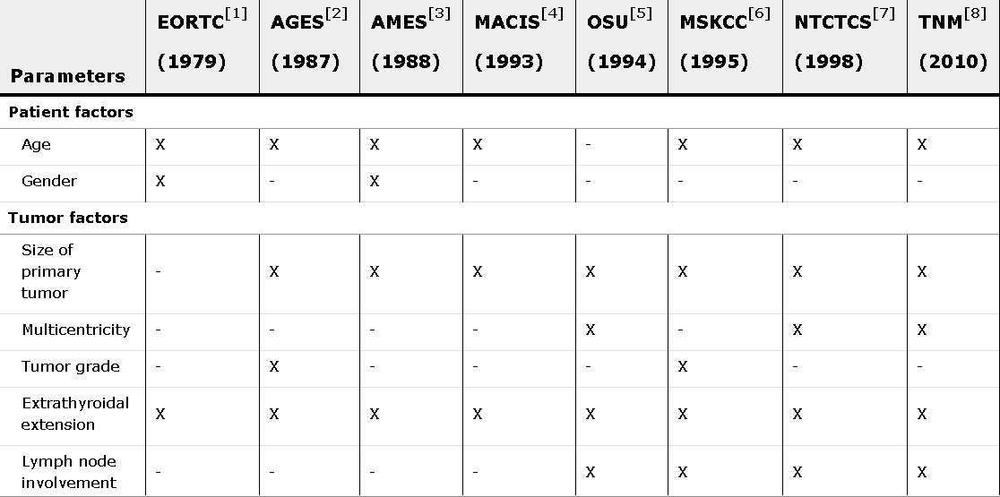 EORTC[1] AGES[2] AMES[3] MACIS[4] OSU[5] MSKCC[6] NTCTCS[7] TNM[8]
(1979) (1987) (1988) (1993) (1994) (1995) (1998) (2010)
Parameters
Patient factors
Age X X X X - X X X
Gender X - X - - - - -
Tumor factors
Size of
primary - X X X X X X X
tumor
Multicentricity - - - - X - X X
Tumor grade - X - - - X - -
Extrathyroidal
extension X X X X X X X X
Lymph node
involvement - - - - X X X X